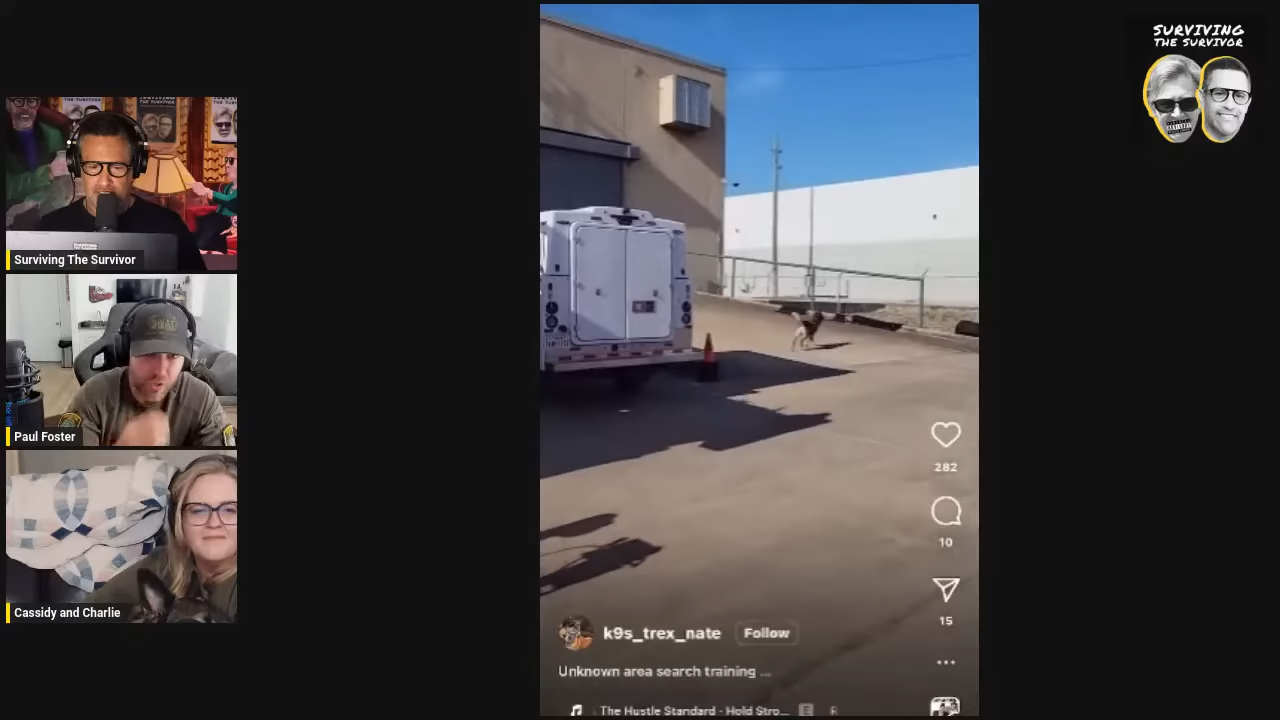 SURVIVING
THE SURVIVOR
Surviving The Survivor
Paul Foster
Cassidy and Charlie
282
10
15
k9s_trex_nate Follow
Unknown area search training ...
The Hustle Standard - Hold Stro...